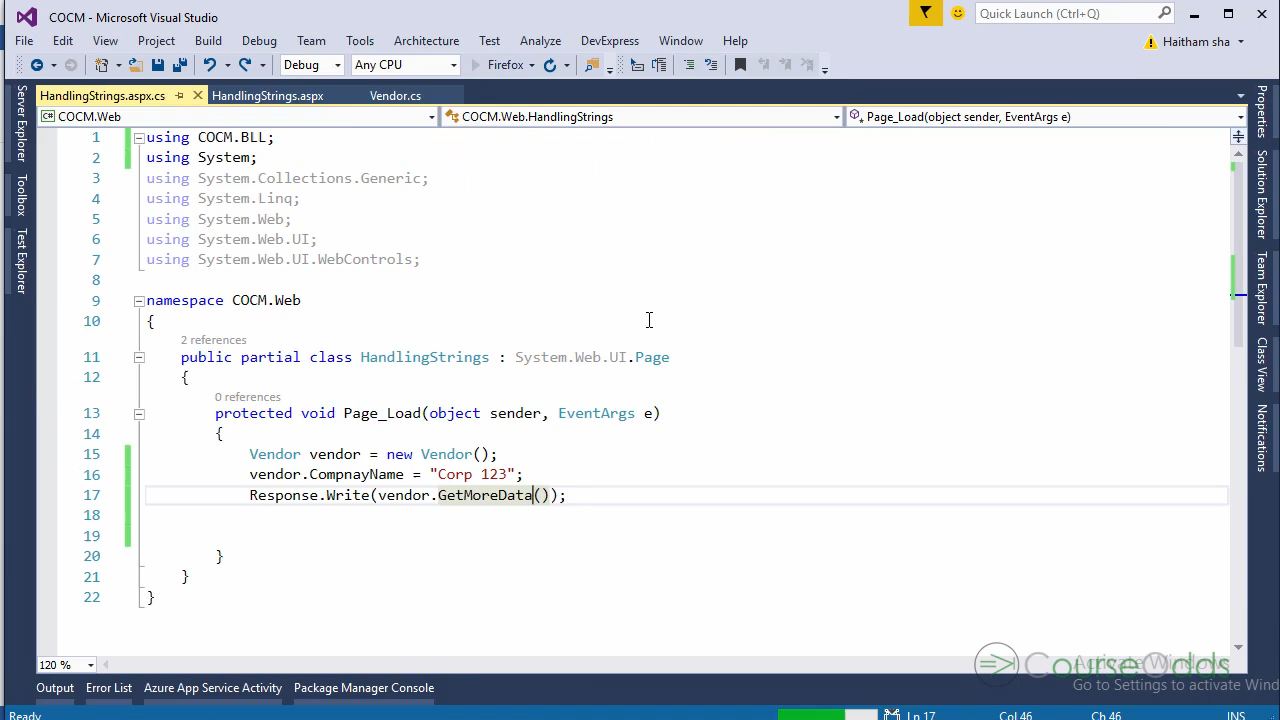 COCM - Microsoft Visual Studio
Quick Launch (Ctrl+Q)
File Edit View Project Build Debug Team Tools Architecture Test Analyze DevExpress Window Help
Haitham sha
Debug Any CPU Firefox
HandlingStrings.aspx.cs HandlingStrings.aspx Vendor.cs
COCM.Web COCM.Web.HandlingStrings Page_Load(object sender, EventArgs e)
Server Explorer
Toolbox
Test Explorer
1 using COCM.BLL;
2 using System;
3 using System.Collections.Generic;
4 using System.Linq;
5 using System.Web;
6 using System.Web.UI;
7 using System.Web.UI.WebControls;
8
9 namespace COCM.Web
10 {
2 references
11 public partial class HandlingStrings : System.Web.UI.Page
12 {
0 references
13 protected void Page_Load(object sender, EventArgs e)
14 {
15 Vendor vendor = new Vendor();
16 vendor.CompnayName = "Corp 123";
17 Response.Write(vendor.GetMoreData());
18
19
20 }
21 }
22 }
Properties
Solution Explorer
Team Explorer
Class View
Notifications
120 %
CourseOdds
Activate Windows
Go to Settings to activate Wind
Output Error List Azure App Service Activity Package Manager Console
Ready Ln 17 Col 46 Ch 46 INS